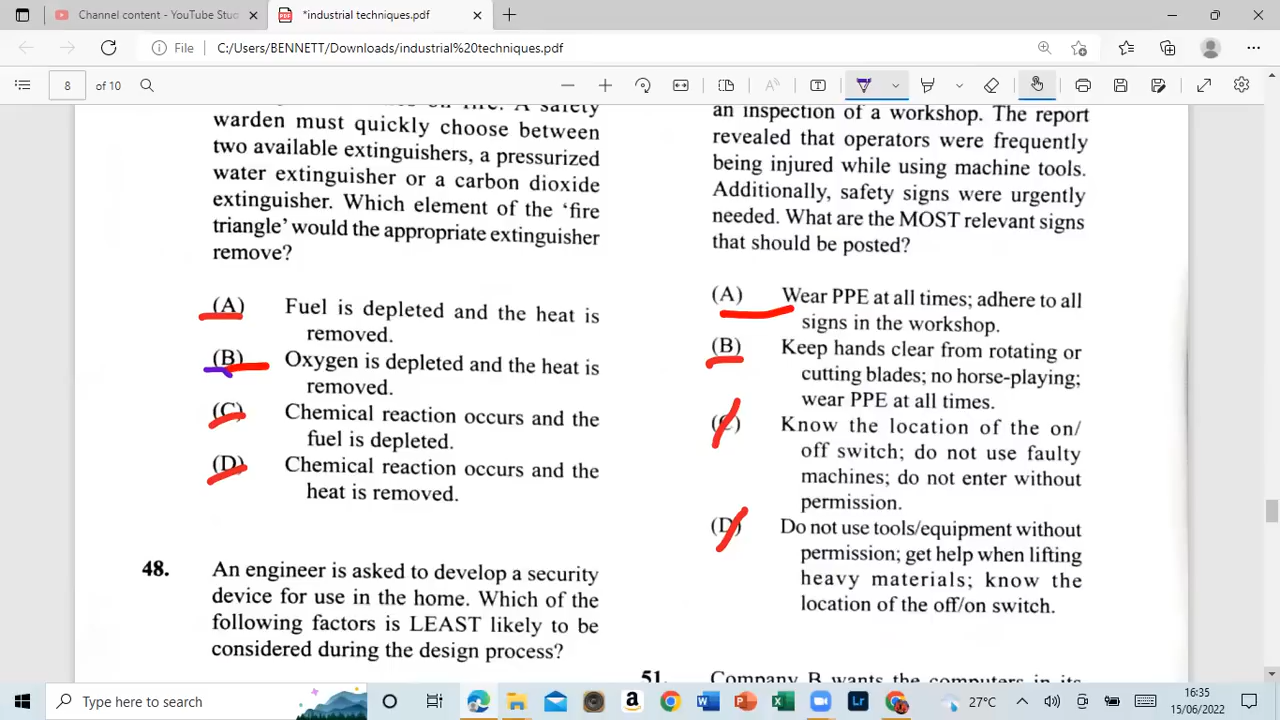 Channel content - YouTube Stud
*industrial techniques.pdf
File
C:/Users/BENNETT/Downloads/industrial%20techniques.pdf
8 of 10
on fire. A safety
warden must quickly choose between
two available extinguishers, a pressurized
water extinguisher or a carbon dioxide
extinguisher. Which element of the ‘fire
triangle’ would the appropriate extinguisher
remove?
(A) Fuel is depleted and the heat is
removed.
(B) Oxygen is depleted and the heat is
removed.
(C) Chemical reaction occurs and the
fuel is depleted.
(D) Chemical reaction occurs and the
heat is removed.
48. An engineer is asked to develop a security
device for use in the home. Which of the
following factors is LEAST likely to be
considered during the design process?
an inspection of a workshop. The report
revealed that operators were frequently
being injured while using machine tools.
Additionally, safety signs were urgently
needed. What are the MOST relevant signs
that should be posted?
(A) Wear PPE at all times; adhere to all
signs in the workshop.
(B) Keep hands clear from rotating or
cutting blades; no horse-playing;
wear PPE at all times.
(C) Know the location of the on/
off switch; do not use faulty
machines; do not enter without
permission.
(D) Do not use tools/equipment without
permission; get help when lifting
heavy materials; know the
location of the off/on switch.
51. Company B wants the computers in its
Type here to search
27°C
16:35
15/06/2022